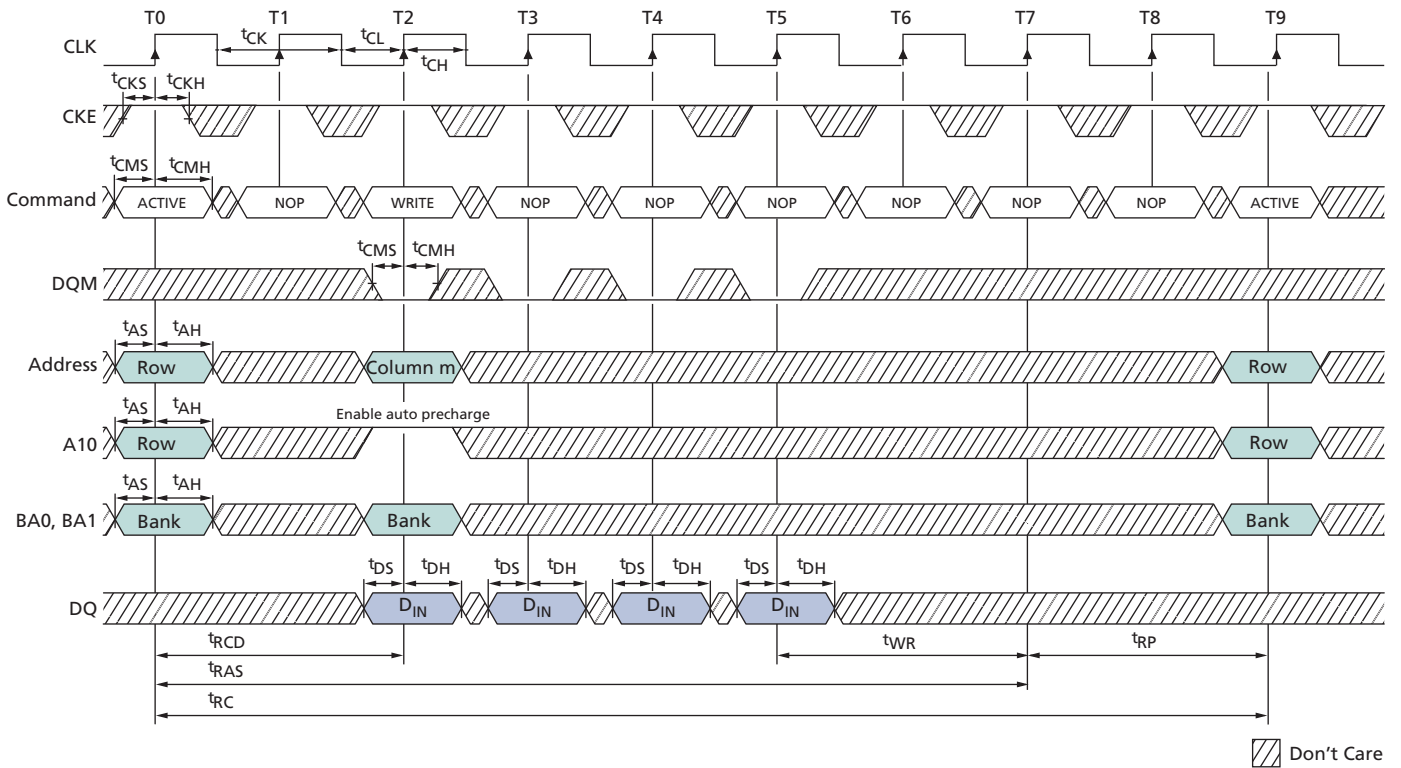 T0 T1 T2 T3 T4 T5 T6 T7 T8 T9
CLK tCK tCL tCH
tCKS tCKH
CKE
tCMS tCMH
Command ACTIVE NOP WRITE NOP NOP NOP NOP NOP NOP ACTIVE
tCMS tCMH
DQM
tAS tAH
Address Row Column m Row
tAS tAH Enable auto precharge
A10 Row Row
tAS tAH
BA0, BA1 Bank Bank Bank
tDS tDH tDS tDH tDS tDH tDS tDH
DQ DIN DIN DIN DIN
tRCD tWR tRP
tRAS
tRC
Don't Care